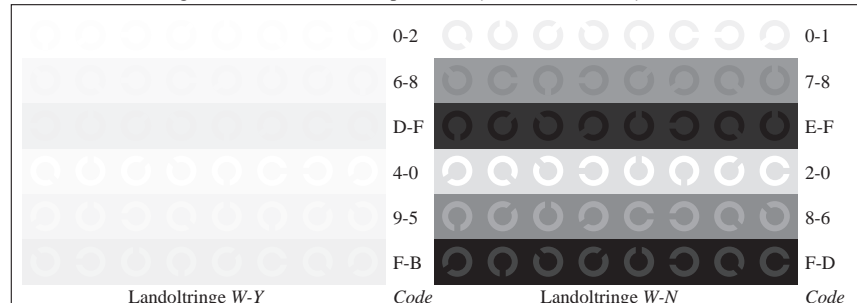 0-2 0-1
6-8 7-8
D-F E-F
4-0 2-0
9-5 8-6
F-B F-D
Landoltringe W-Y Code Landoltringe W-N Code